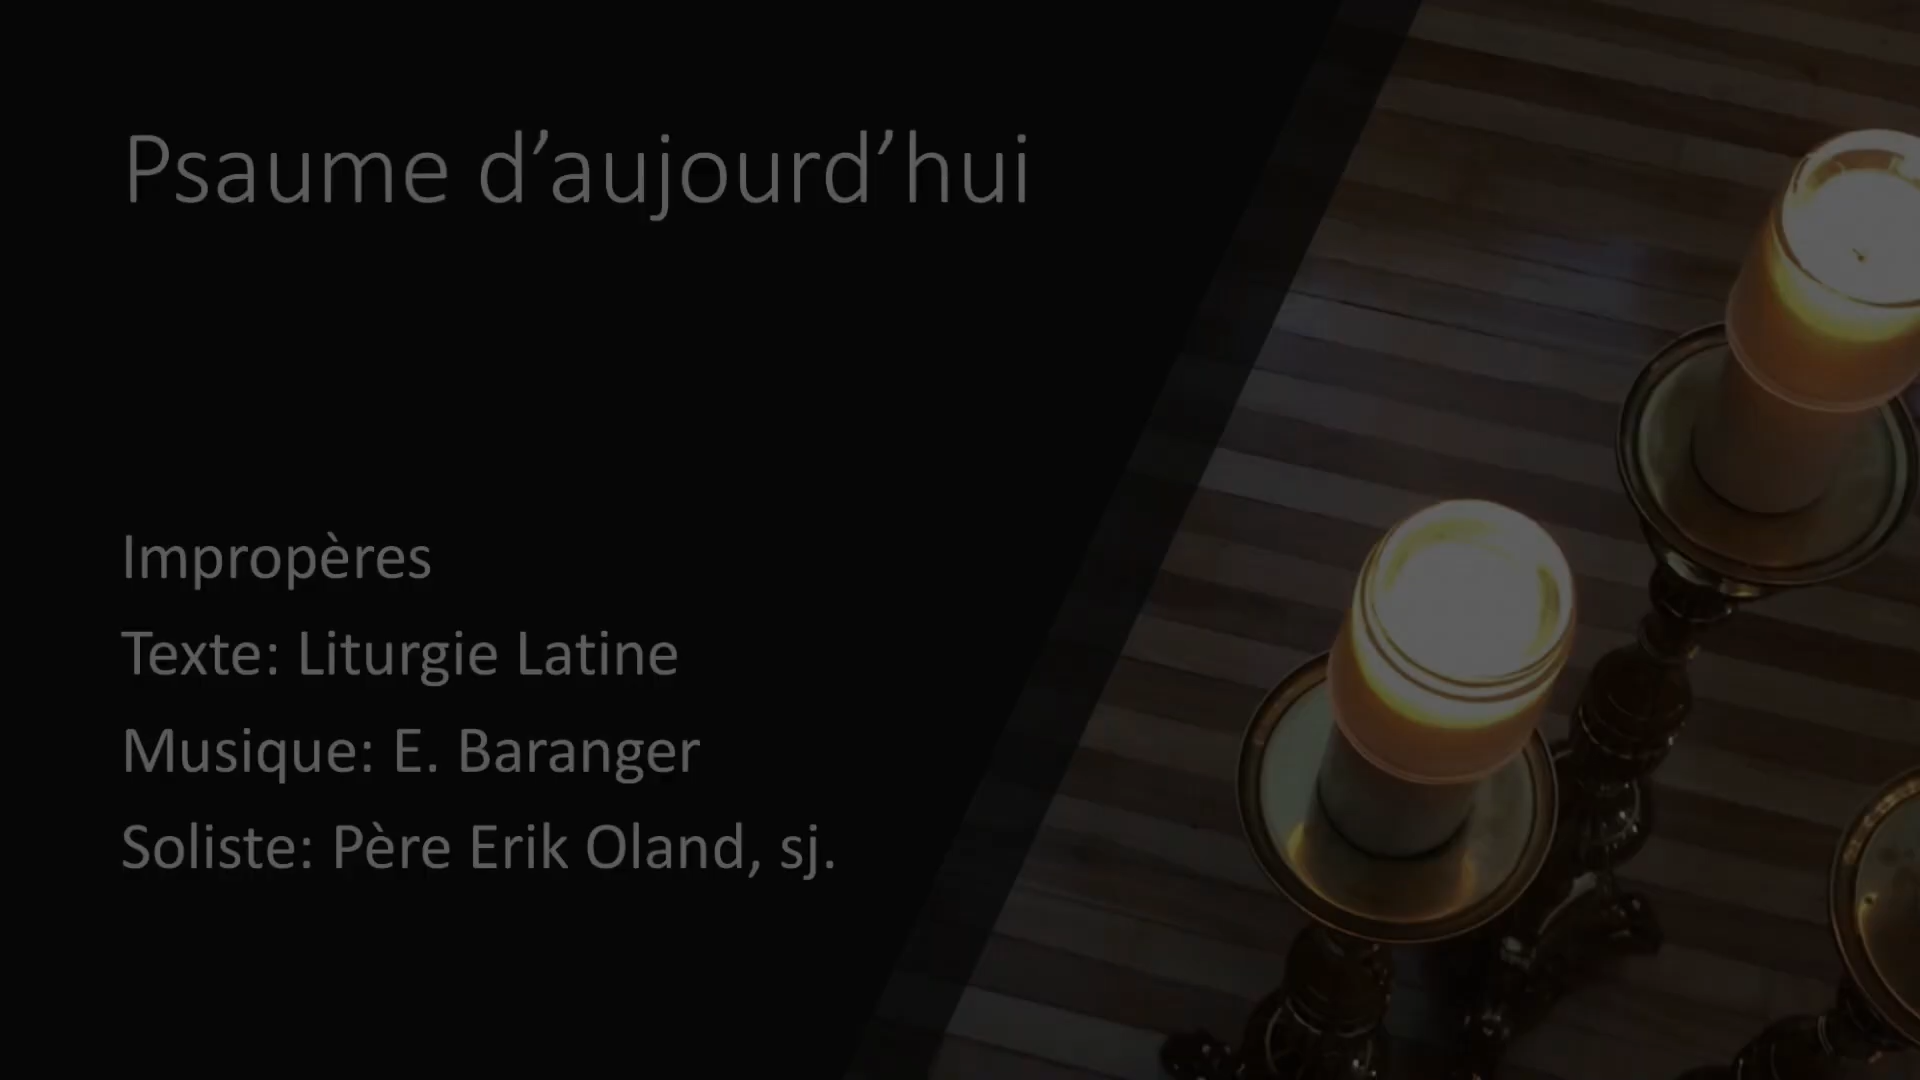 Psaume d’aujourd’hui
Impropères
Texte: Liturgie Latine
Musique: E. Baranger
Soliste: Père Erik Oland, sj.